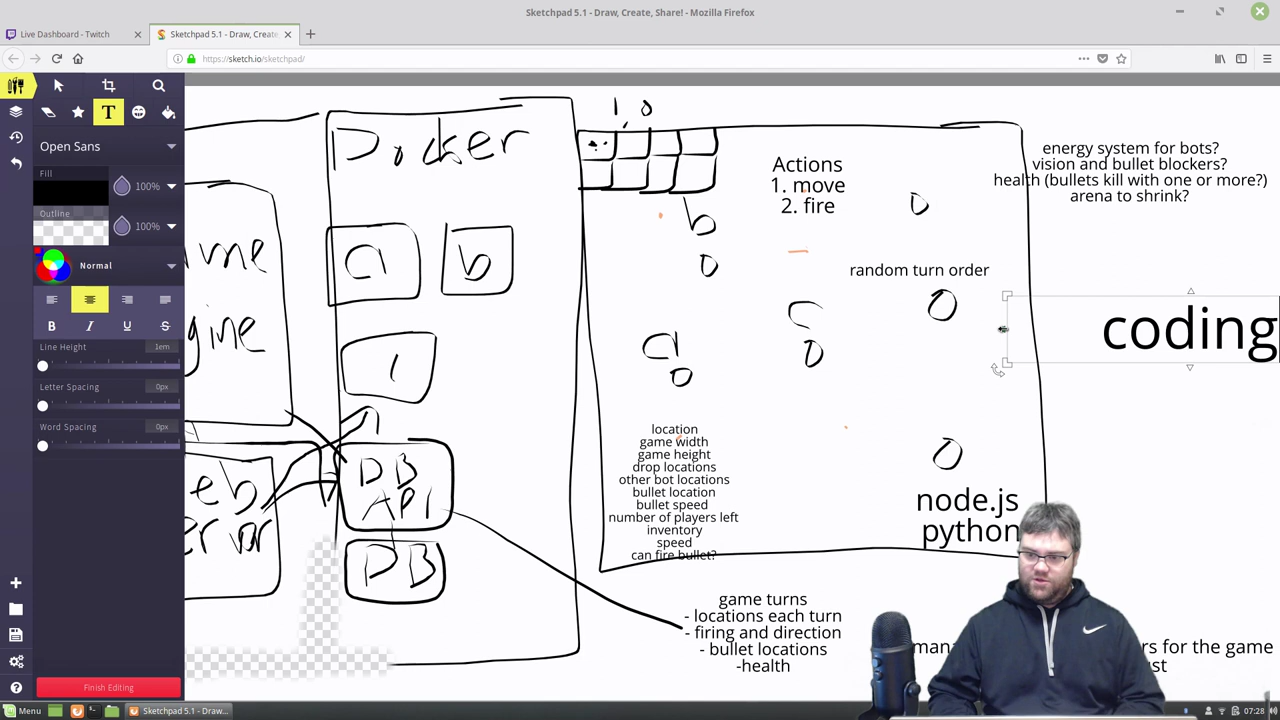 Sketchpad 5.1 - Draw, Create, Share! - Mozilla Firefox
Live Dashboard - Twitch
Sketchpad 5.1 - Draw, Create,
https://sketch.io/sketchpad/
Open Sans
Fill
100%
Outline
100%
Normal
B I U S
Line Height 1em
Letter Spacing 0px
Word Spacing 0px
Finish Editing
Docker
a b
1
DB
API
DB
1, 0
Actions
1. move
2. fire
energy system for bots?
vision and bullet blockers?
health (bullets kill with one or more?)
arena to shrink?
b
random turn order
c
a
coding
location
game width
game height
drop locations
other bot locations
bullet location
bullet speed
number of players left
inventory
speed
can fire bullet?
node.js
python
game turns
- locations each turn
- firing and direction
- bullet locations
-health
for the game
Menu
Sketchpad 5.1 - Draw...
07:28